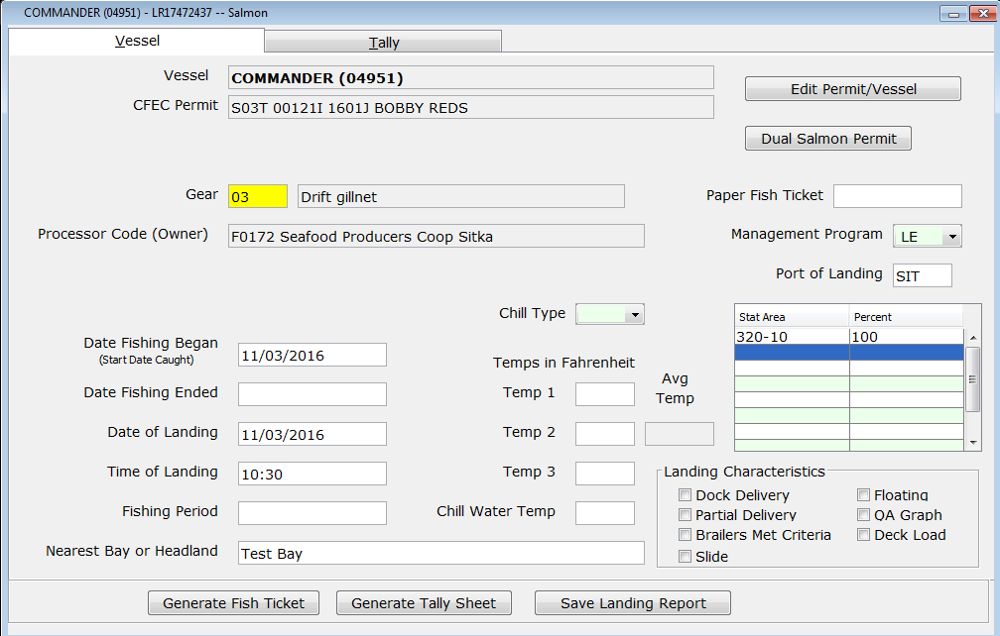 COMMANDER (04951) - LR17472437 -- Salmon
Vessel
Tally
Vessel
COMMANDER (04951)
Edit Permit/Vessel
CFEC Permit
S03T 00121I 1601J BOBBY REDS
Dual Salmon Permit
Gear
03
Drift gillnet
Paper Fish Ticket
Processor Code (Owner)
F0172 Seafood Producers Coop Sitka
Management Program
LE
Port of Landing
SIT
Chill Type
Stat Area
Percent
320-10
100
Date Fishing Began
(Start Date Caught)
11/03/2016
Temps in Fahrenheit
Date Fishing Ended
Temp 1
Avg
Temp
Date of Landing
11/03/2016
Temp 2
Time of Landing
10:30
Temp 3
Fishing Period
Chill Water Temp
Nearest Bay or Headland
Test Bay
Landing Characteristics
Dock Delivery
Floating
Partial Delivery
QA Graph
Brailers Met Criteria
Deck Load
Slide
Generate Fish Ticket
Generate Tally Sheet
Save Landing Report